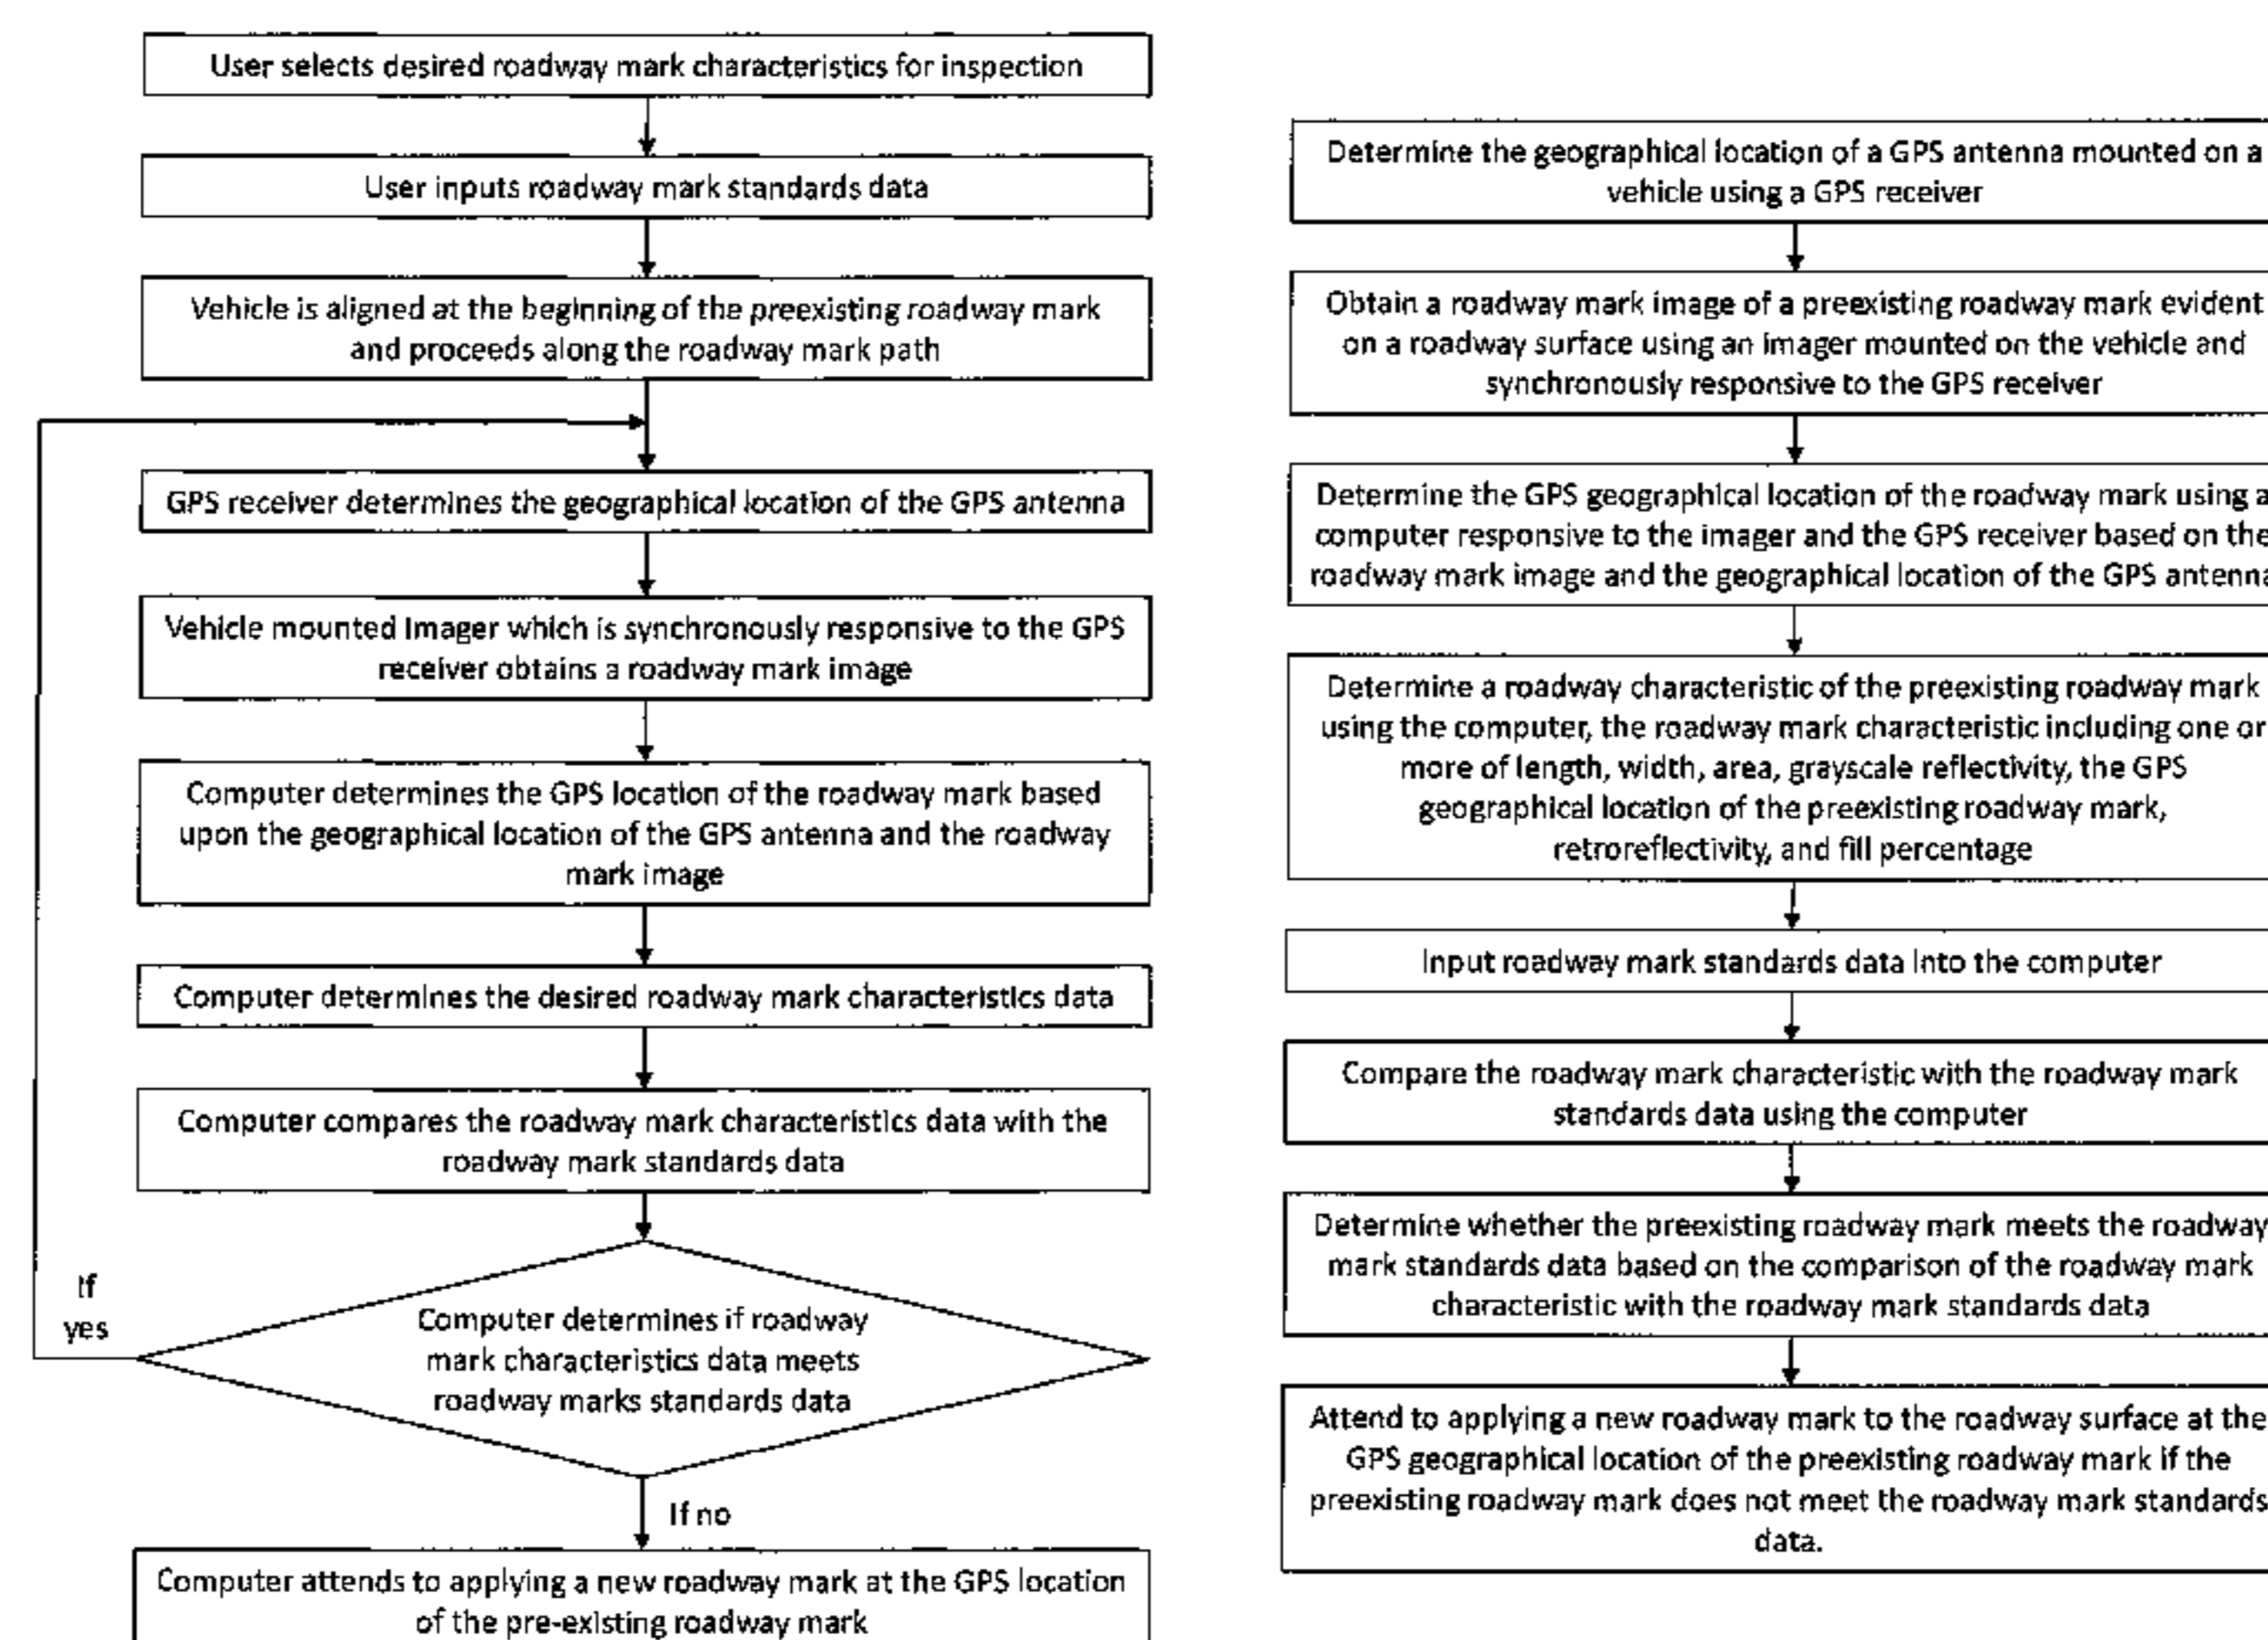 User selects desired roadway mark characteristics for inspection
User inputs roadway mark standards data
Vehicle is aligned at the beginning of the preexisting roadway mark
and proceeds along the roadway mark path
GPS receiver determines the geographical location of the GPS antenna
Vehicle mounted imager which is synchronously responsive to the GPS
receiver obtains a roadway mark image
Computer determines the GPS location of the roadway mark based
upon the geographical location of the GPS antenna and the roadway
mark image
Computer determines the desired roadway mark characteristics data
Computer compares the roadway mark characteristics data with the
roadway mark standards data
If
yes
Computer determines if roadway
mark characteristics data meets
roadway marks standards data
If no
Computer attends to applying a new roadway mark at the GPS location
of the pre-existing roadway mark
Determine the geographical location of a GPS antenna mounted on a
vehicle using a GPS receiver
Obtain a roadway mark image of a preexisting roadway mark evident
on a roadway surface using an imager mounted on the vehicle and
synchronously responsive to the GPS receiver
Determine the GPS geographical location of the roadway mark using a
computer responsive to the imager and the GPS receiver based on the
roadway mark image and the geographical location of the GPS antenna
Determine a roadway characteristic of the preexisting roadway mark
using the computer, the roadway mark characteristic including one or
more of length, width, area, grayscale reflectivity, the GPS
geographical location of the preexisting roadway mark,
retroreflectivity, and fill percentage
Input roadway mark standards data into the computer
Compare the roadway mark characteristic with the roadway mark
standards data using the computer
Determine whether the preexisting roadway mark meets the roadway
mark standards data based on the comparison of the roadway mark
characteristic with the roadway mark standards data
Attend to applying a new roadway mark to the roadway surface at the
GPS geographical location of the preexisting roadway mark if the
preexisting roadway mark does not meet the roadway mark standards
data.